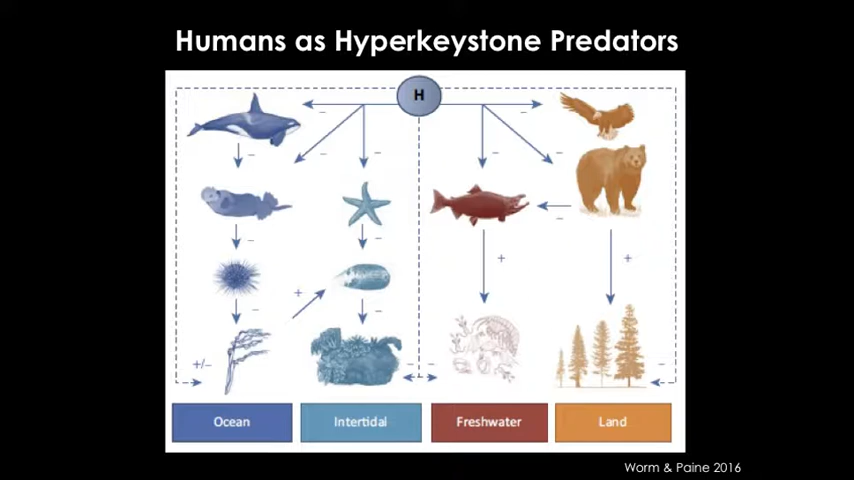 Humans as Hyperkeystone Predators
H
– –
– – – –
– –
– –
– + +
+
– –
+/– – – –
Ocean Intertidal Freshwater Land
Worm & Paine 2016